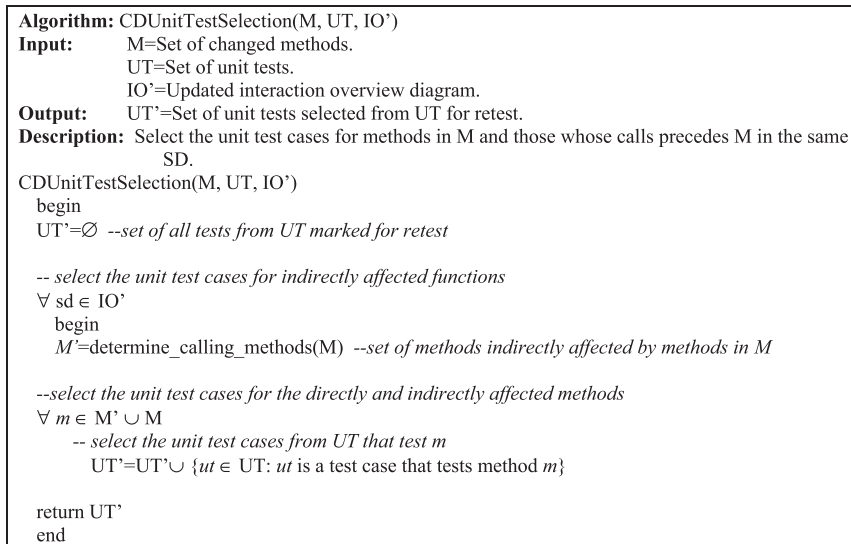 Algorithm: CDUnitTestSelection(M, UT, IO’)
Input: M=Set of changed methods.
UT=Set of unit tests.
IO’=Updated interaction overview diagram.
Output: UT’=Set of unit tests selected from UT for retest.
Description: Select the unit test cases for methods in M and those whose calls precedes M in the same
SD.
CDUnitTestSelection(M, UT, IO’)
begin
UT’=∅ --set of all tests from UT marked for retest
-- select the unit test cases for indirectly affected functions
∀ sd ∈ IO’
begin
M’=determine_calling_methods(M) --set of methods indirectly affected by methods in M
--select the unit test cases for the directly and indirectly affected methods
∀ m ∈ M’ ∪ M
-- select the unit test cases from UT that test m
UT’=UT’∪ {ut ∈ UT: ut is a test case that tests method m}
return UT’
end